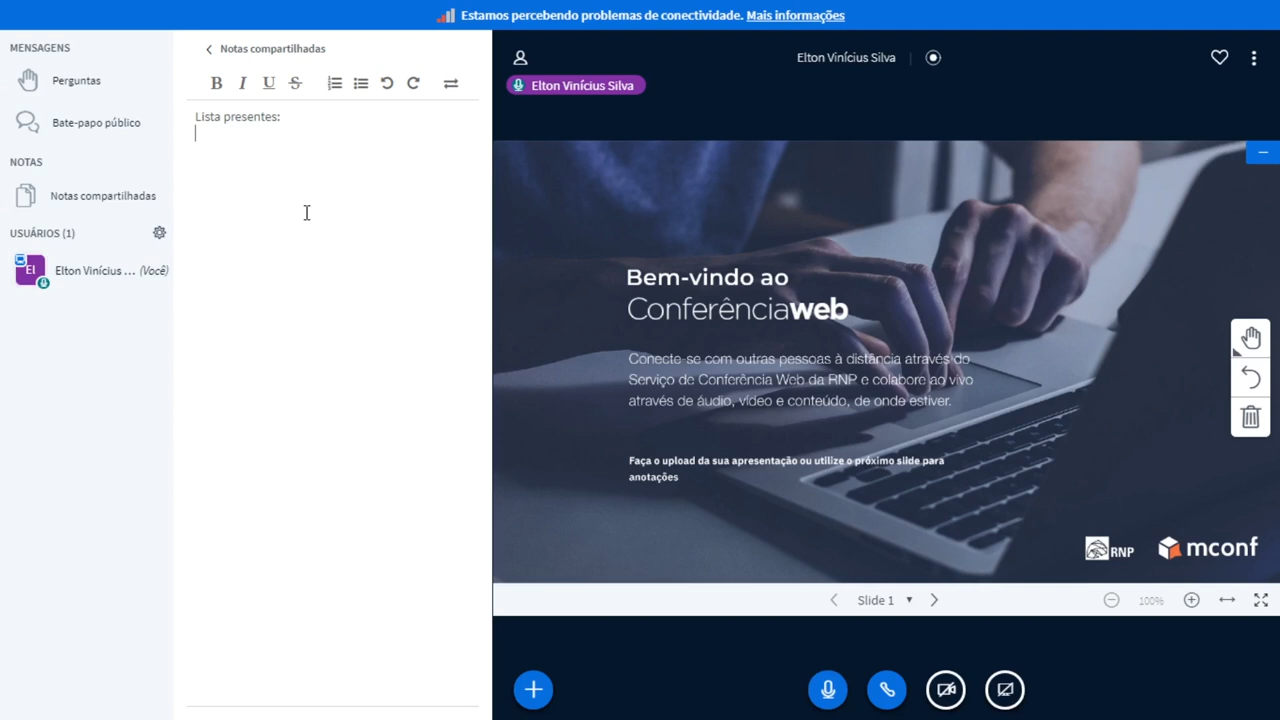 Estamos percebendo problemas de conectividade. Mais informações
MENSAGENS
Perguntas
Bate-papo público
NOTAS
Notas compartilhadas
USUÁRIOS (1)
EI
Elton Vinícius ... (Você)
Notas compartilhadas
B I U S
Lista presentes:
Elton Vinícius Silva
Elton Vinícius Silva
Bem-vindo ao
Conferênciaweb
Conecte-se com outras pessoas à distância através do
Serviço de Conferência Web da RNP e colabore ao vivo
através de áudio, vídeo e conteúdo, de onde estiver.
Faça o upload da sua apresentação ou utilize o próximo slide para
anotações
RNP
mconf
Slide 1
100%